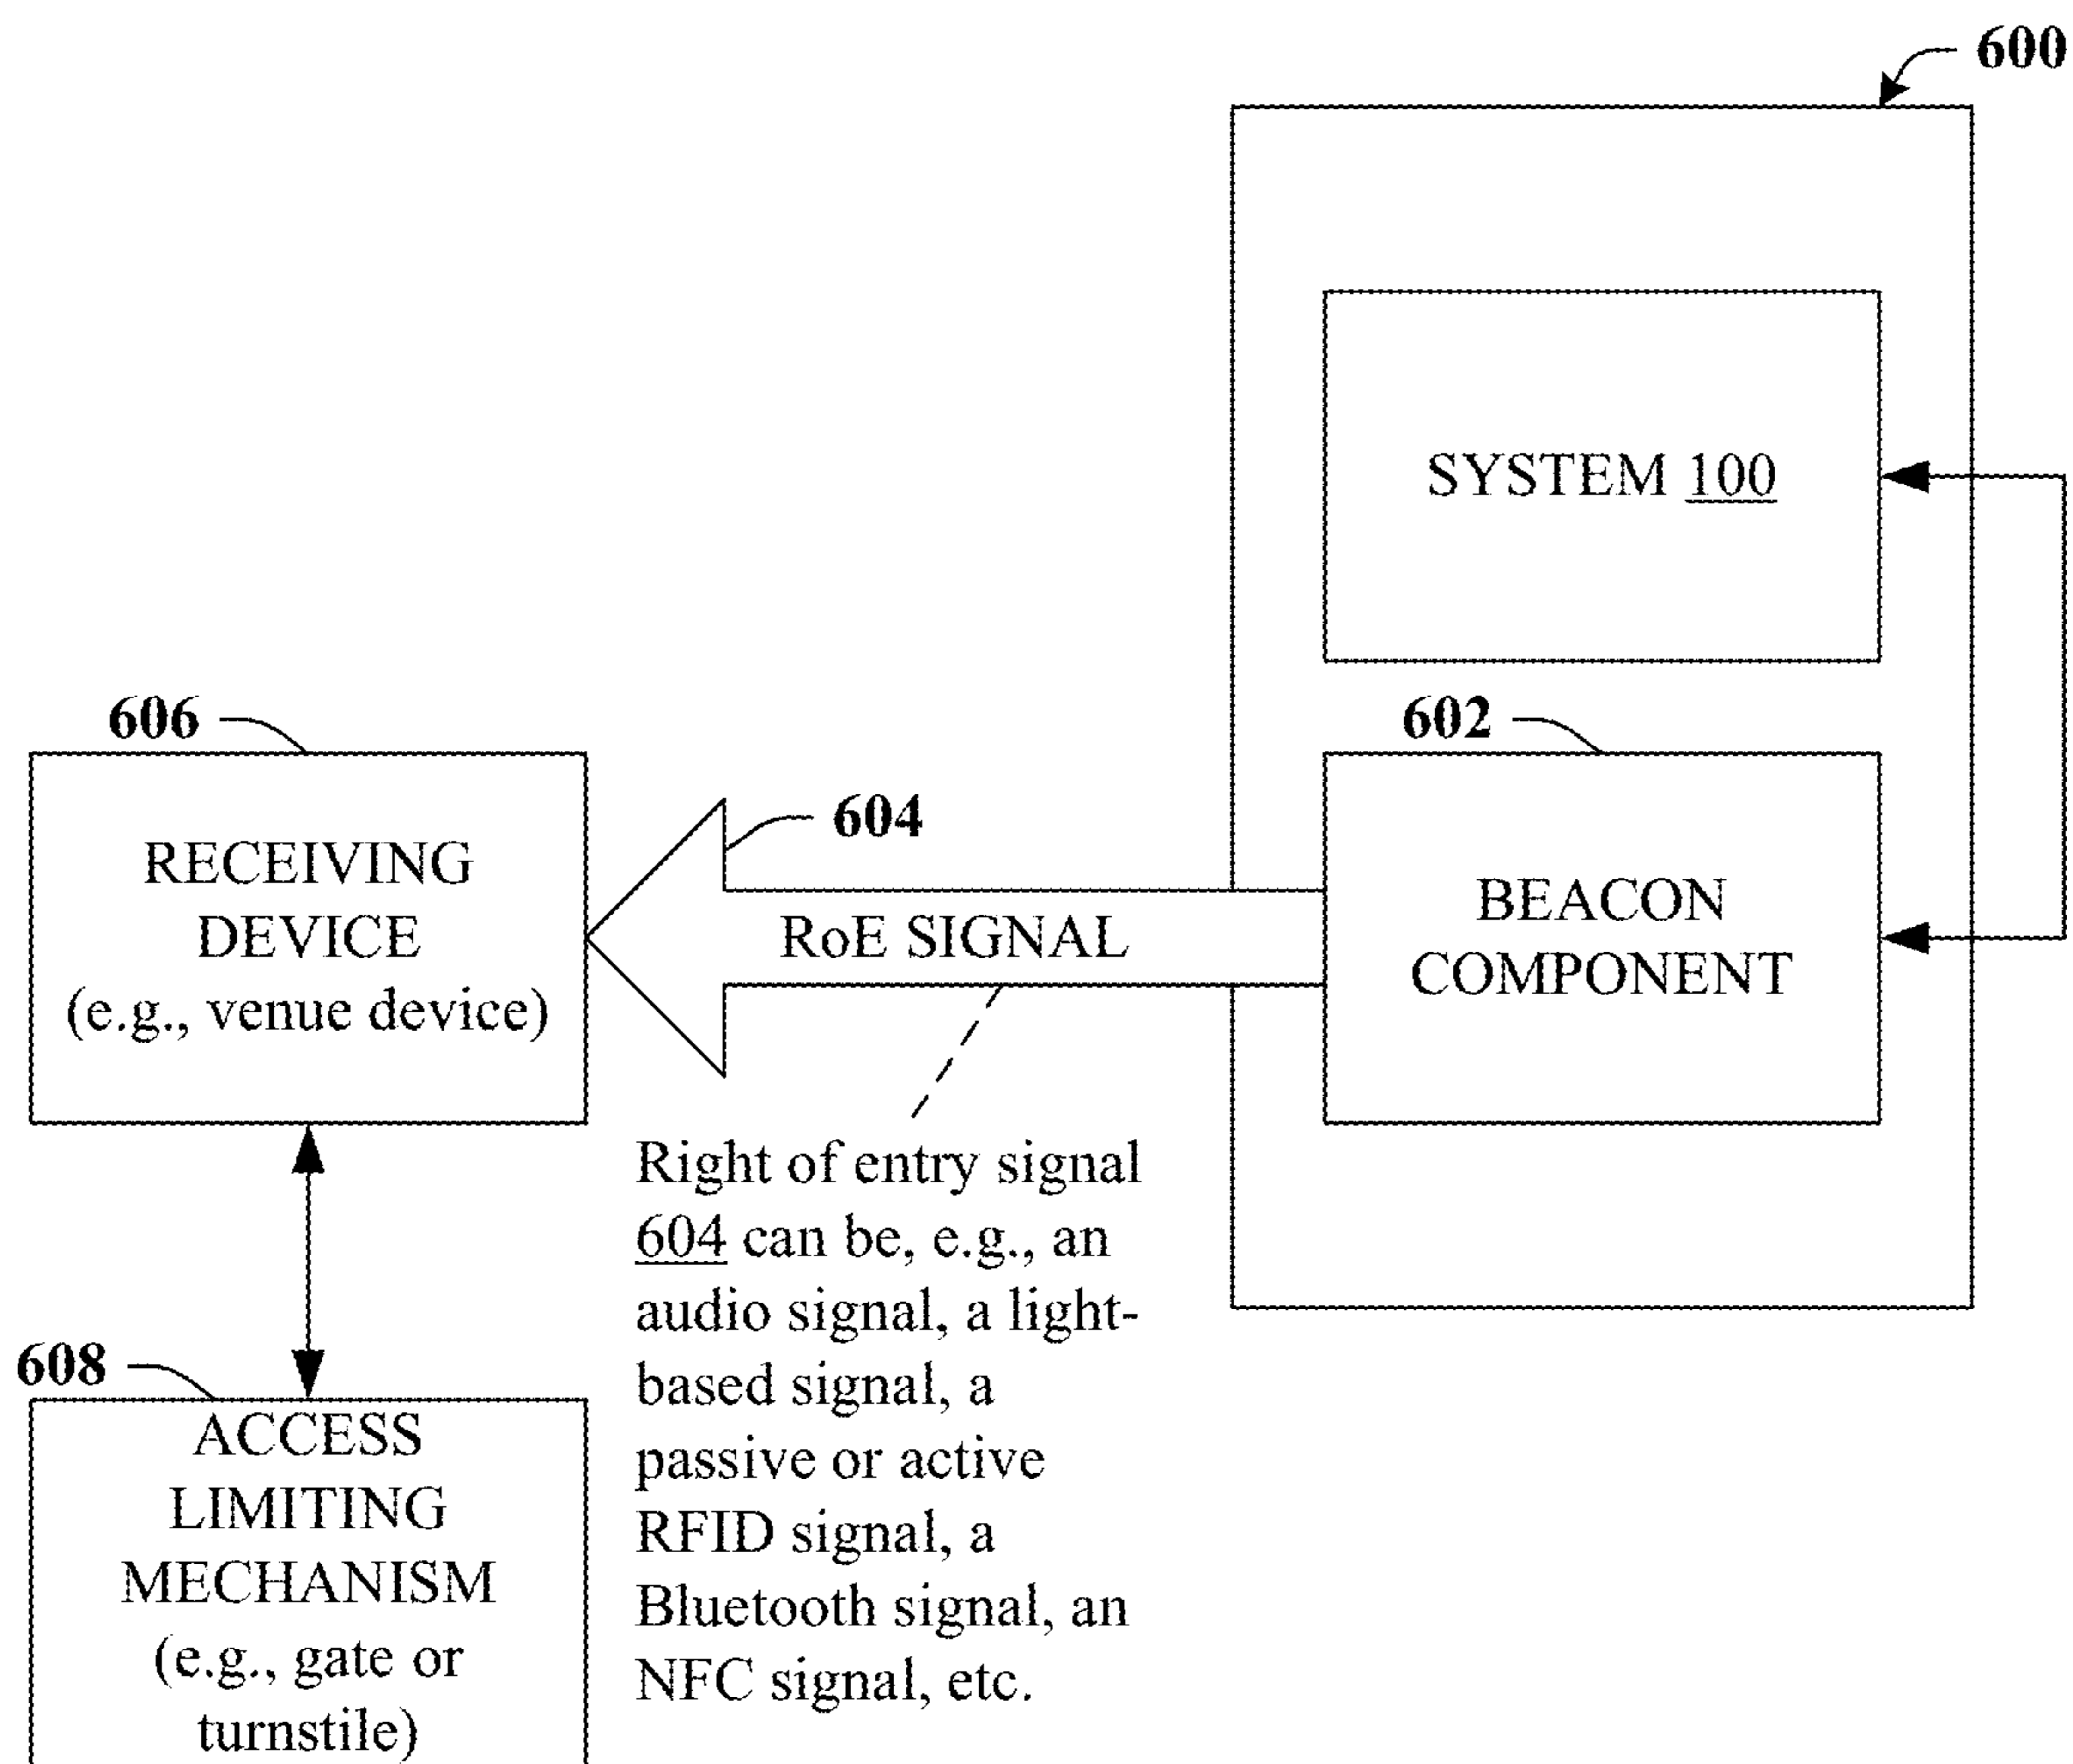 600
SYSTEM 100
606
602
604
RECEIVING
DEVICE
(e.g., venue device)
RoE SIGNAL
BEACON
COMPONENT
Right of entry signal
604 can be, e.g., an
audio signal, a light-
based signal, a
passive or active
RFID signal, a
Bluetooth signal, an
NFC signal, etc.
608
ACCESS
LIMITING
MECHANISM
(e.g., gate or
turnstile)